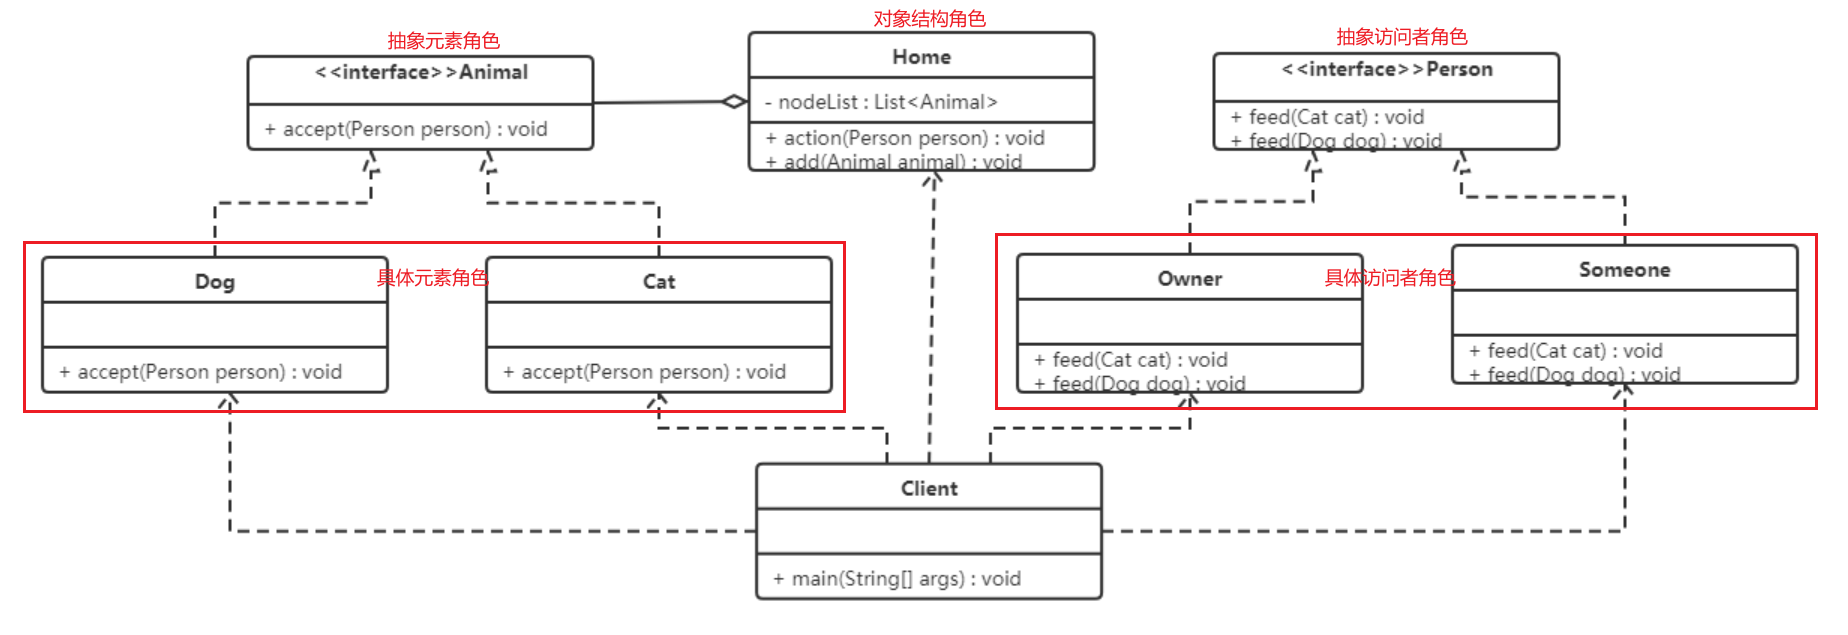 对象结构角色
抽象元素角色
抽象访问者角色
<<interface>>Animal
+ accept(Person person) : void
Home
- nodeList : List<Animal>
+ action(Person person) : void
+ add(Animal animal) : void
<<interface>>Person
+ feed(Cat cat) : void
+ feed(Dog dog) : void
具体元素角色
Dog
+ accept(Person person) : void
Cat
+ accept(Person person) : void
具体访问者角色
Owner
+ feed(Cat cat) : void
+ feed(Dog dog) : void
Someone
+ feed(Cat cat) : void
+ feed(Dog dog) : void
Client
+ main(String[] args) : void